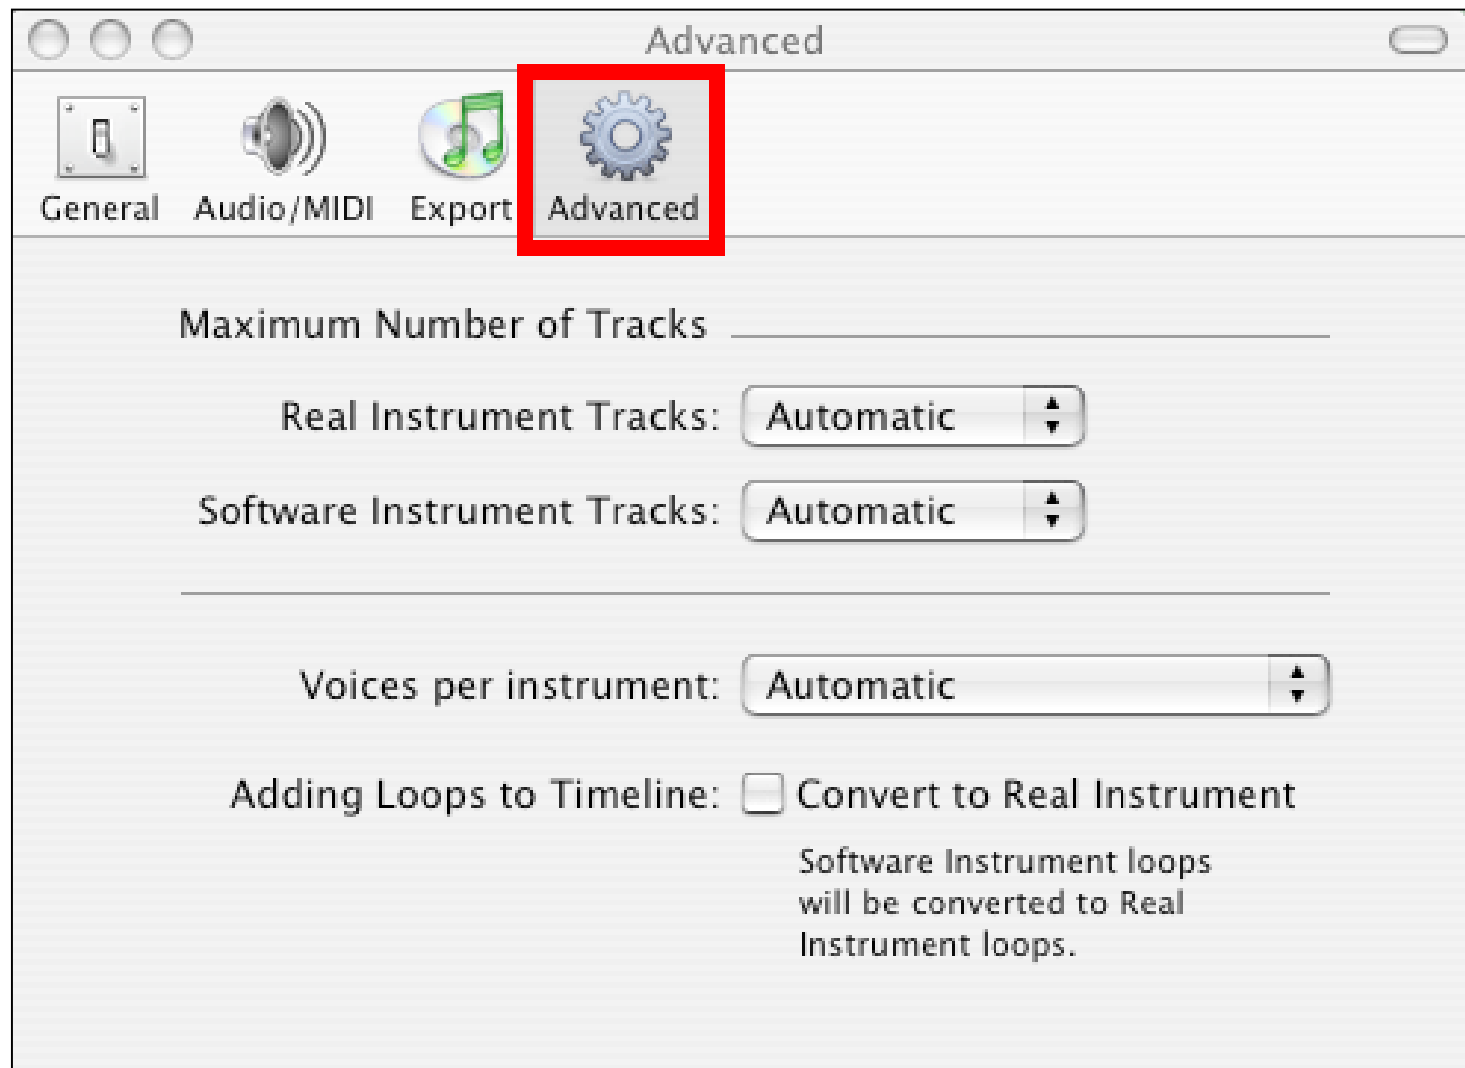 Advanced
General Audio/MIDI Export Advanced
Maximum Number of Tracks
Real Instrument Tracks: Automatic
Software Instrument Tracks: Automatic
Voices per instrument: Automatic
Adding Loops to Timeline: Convert to Real Instrument
Software Instrument loops
will be converted to Real
Instrument loops.